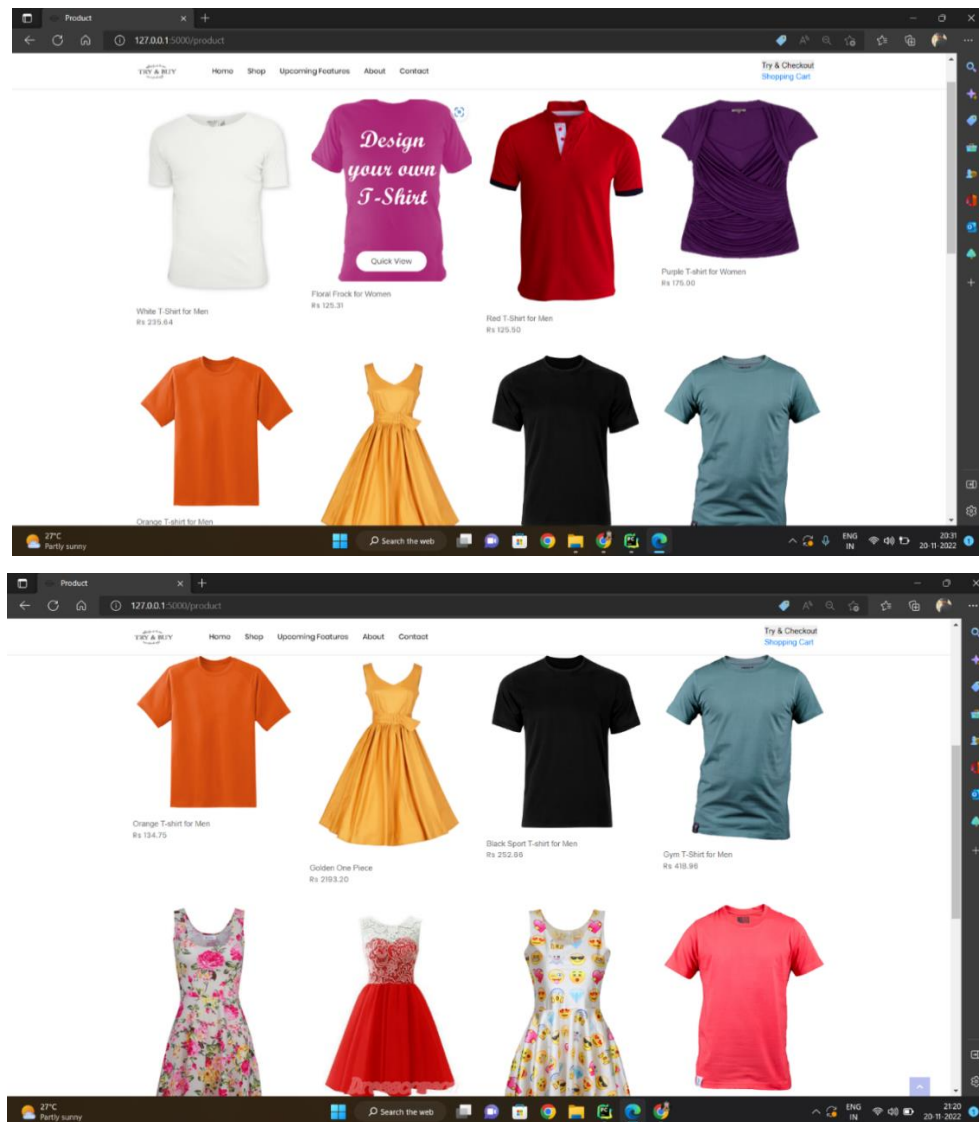 Product
127.0.0.1:5000/product
TRY & BUY
Home Shop Upcoming Features About Contact
Try & Checkout
Shopping Cart
Design
your own
T-Shirt
Quick View
White T-Shirt for Men
Rs 235.64
Floral Frock for Women
Rs 125.31
Red T-Shirt for Men
Rs 125.50
Purple T-shirt for Women
Rs 175.00
Orange T-shirt for Men
27°C
Partly sunny
Search the web
ENG
IN
20:31
20-11-2022
Product
127.0.0.1:5000/product
TRY & BUY
Home Shop Upcoming Features About Contact
Try & Checkout
Shopping Cart
Orange T-shirt for Men
Rs 134.75
Golden One Piece
Rs 2193.20
Black Sport T-shirt for Men
Rs 252.86
Gym T-Shirt for Men
Rs 418.96
27°C
Partly sunny
Search the web
ENG
IN
21:20
20-11-2022